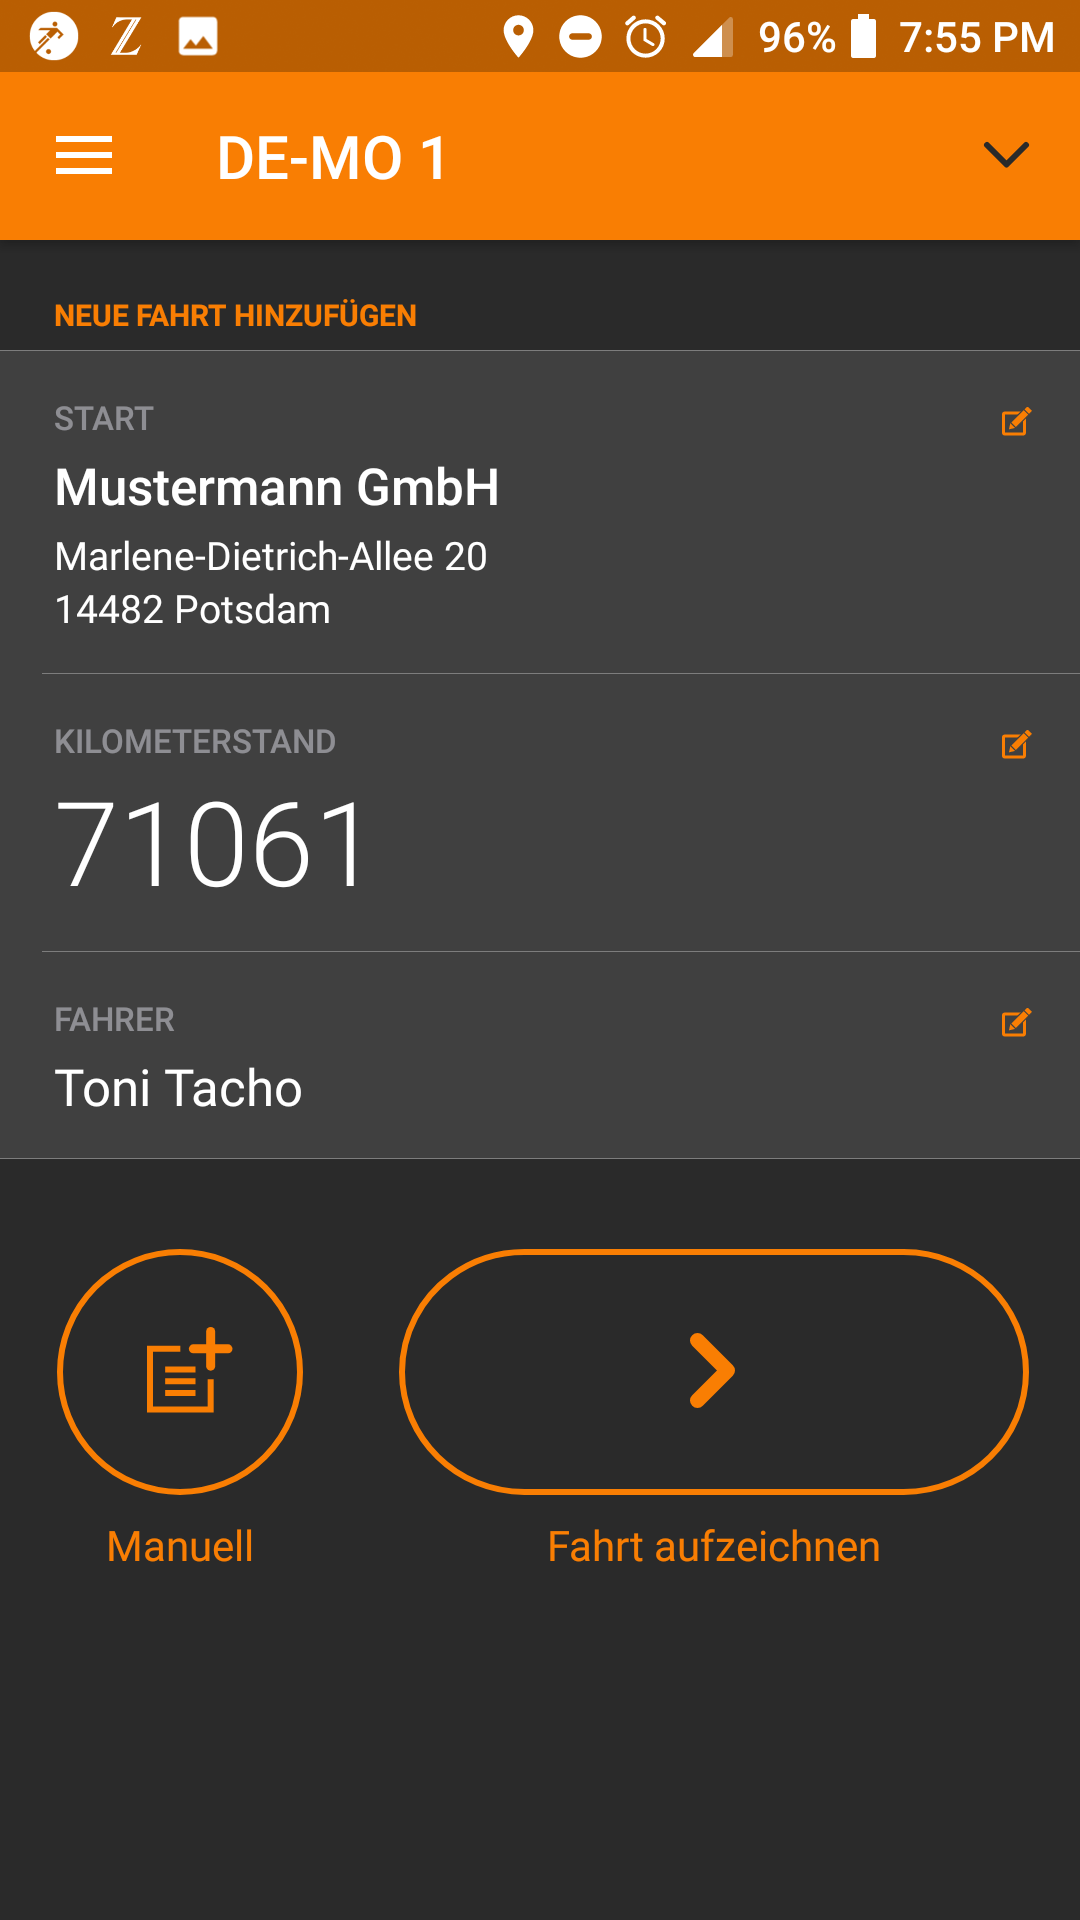 96% 7:55 PM
DE-MO 1
NEUE FAHRT HINZUFÜGEN
START
Mustermann GmbH
Marlene-Dietrich-Allee 20
14482 Potsdam
KILOMETERSTAND
71061
FAHRER
Toni Tacho
Manuell
Fahrt aufzeichnen